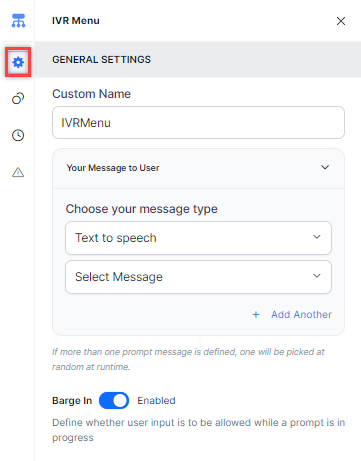 IVR Menu
GENERAL SETTINGS
Custom Name
IVRMenu
Your Message to User
Choose your message type
Text to speech
Select Message
+ Add Another
If more than one prompt message is defined, one will be picked at
random at runtime.
Barge In Enabled
Define whether user input is to be allowed while a prompt is in
progress